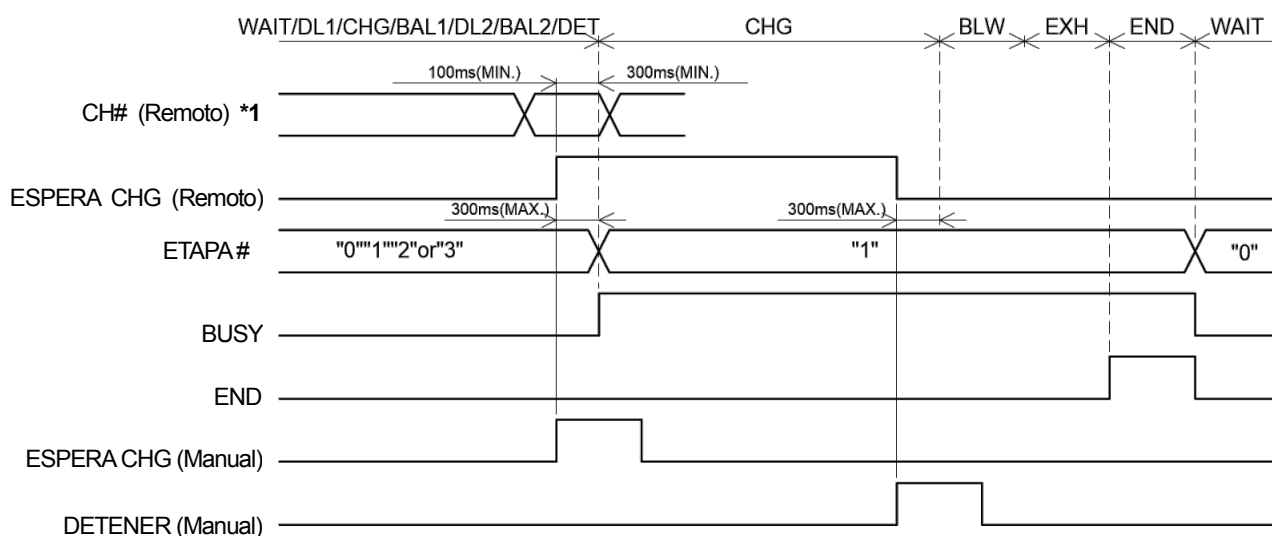 WAIT/DL1/CHG/BAL1/DL2/BAL2/DET CHG BLW EXH END WAIT
100ms(MIN.) 300ms(MIN.)
CH# (Remoto) *1
ESPERA CHG (Remoto)
300ms(MAX.) 300ms(MAX.)
ETAPA# "0""1""2"or"3" "1" "0"
BUSY
END
ESPERA CHG (Manual)
DETENER (Manual)